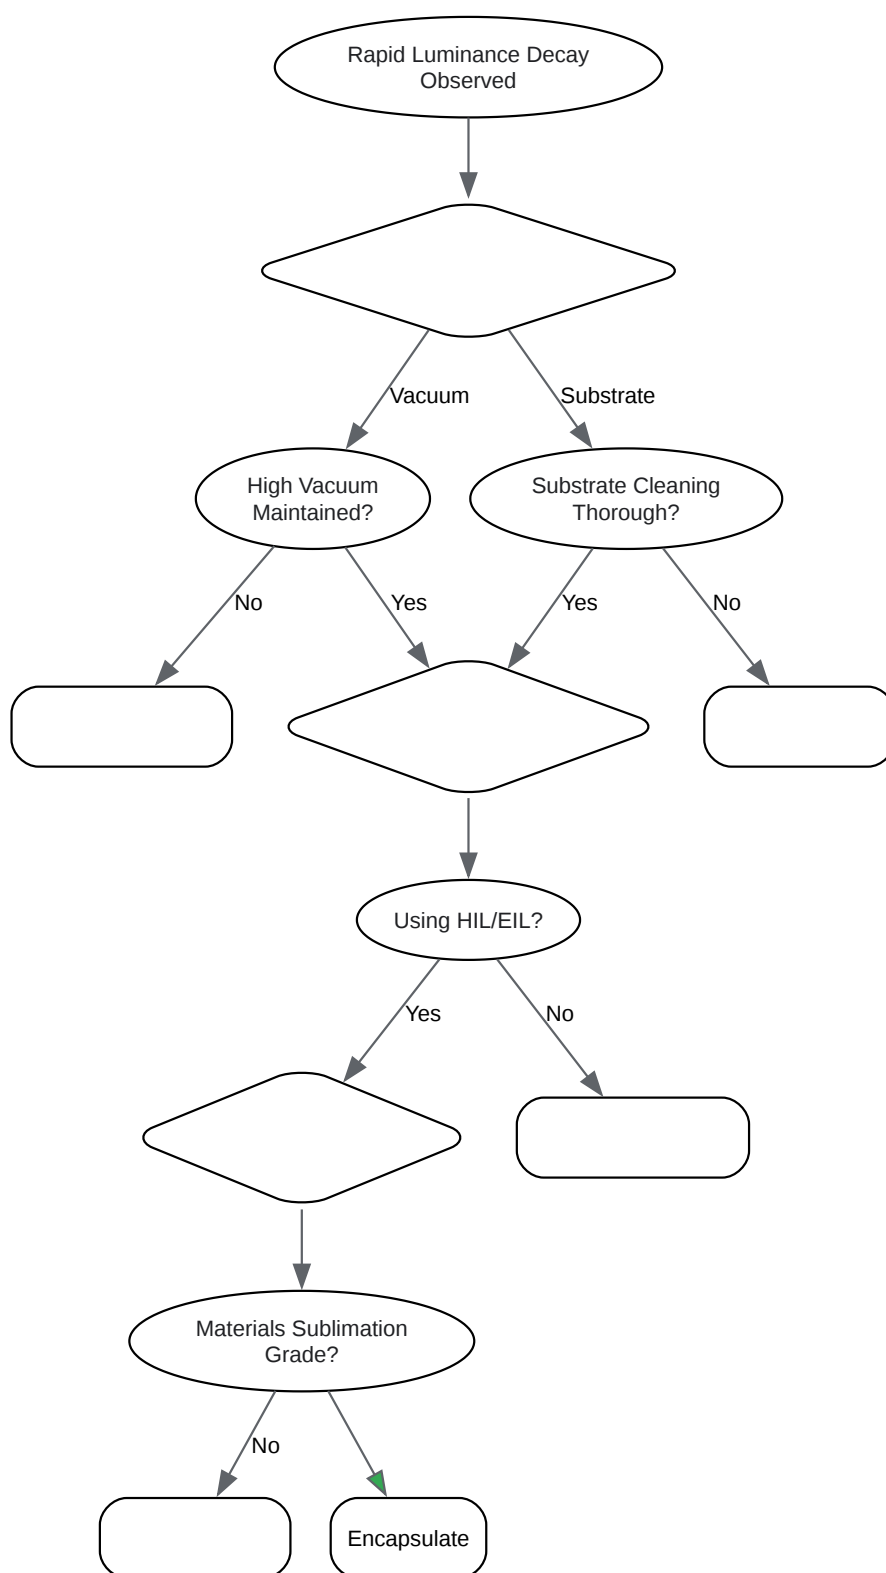 Rapid Luminance Decay
Observed
Vacuum
Substrate
High Vacuum
Maintained?
Substrate Cleaning
Thorough?
No
Yes
Yes
No
Using HIL/EIL?
Yes
No
Materials Sublimation
Grade?
No
Encapsulate